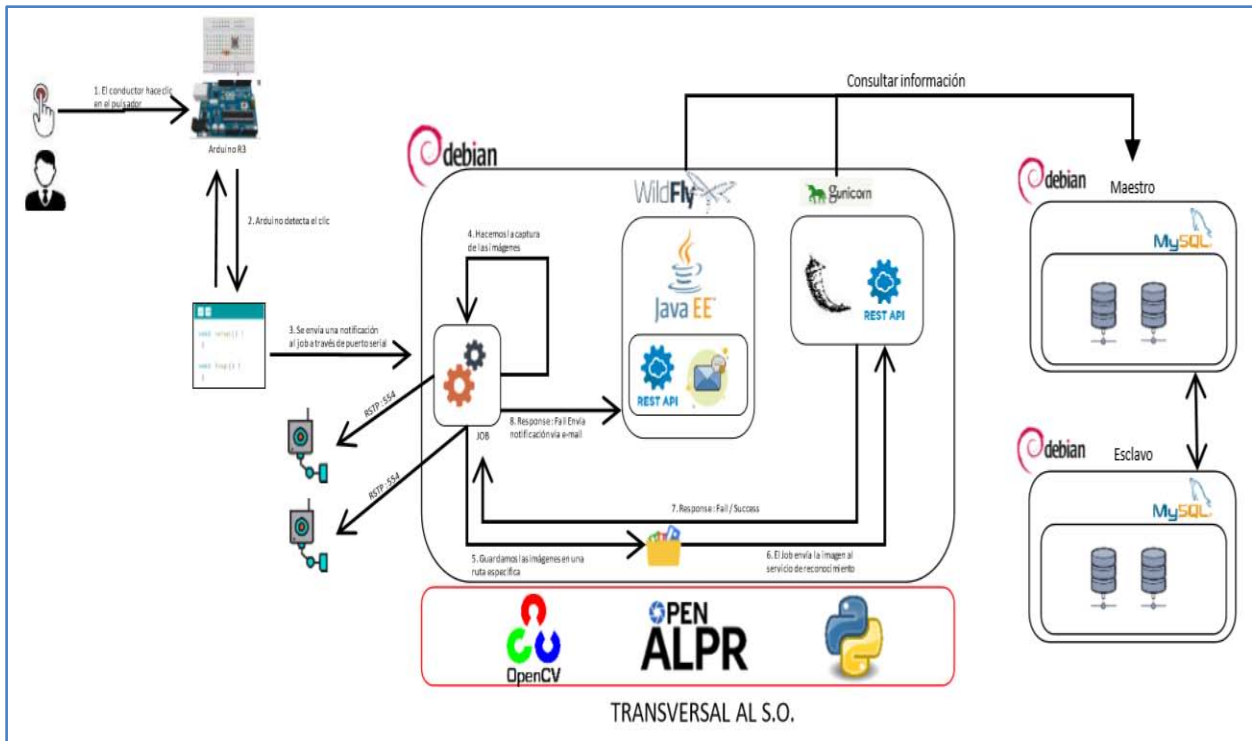 1. El conductor hace clic
en el pulsador
Arduino R3
2. Arduino detecta el clic
void setup() {
}
void loop() {
}
3. Se envía una notificación
al job a través de puerto serial
RSTP : 554
RSTP : 554
debian
4. Hacemos la captura
de las imágenes
JOB
8. Response : Fail Envía
notificación vía e-mail
WildFly
Java EE
REST API
gunicorn
REST API
7. Response : Fail / Success
5. Guardamos las imágenes en una
ruta específica
6. El Job envía la imagen al
servicio de reconocimiento
Consultar información
debian
Maestro
MySQL
debian
Esclavo
MySQL
OpenCV
OPEN
ALPR
TRANSVERSAL AL S.O.